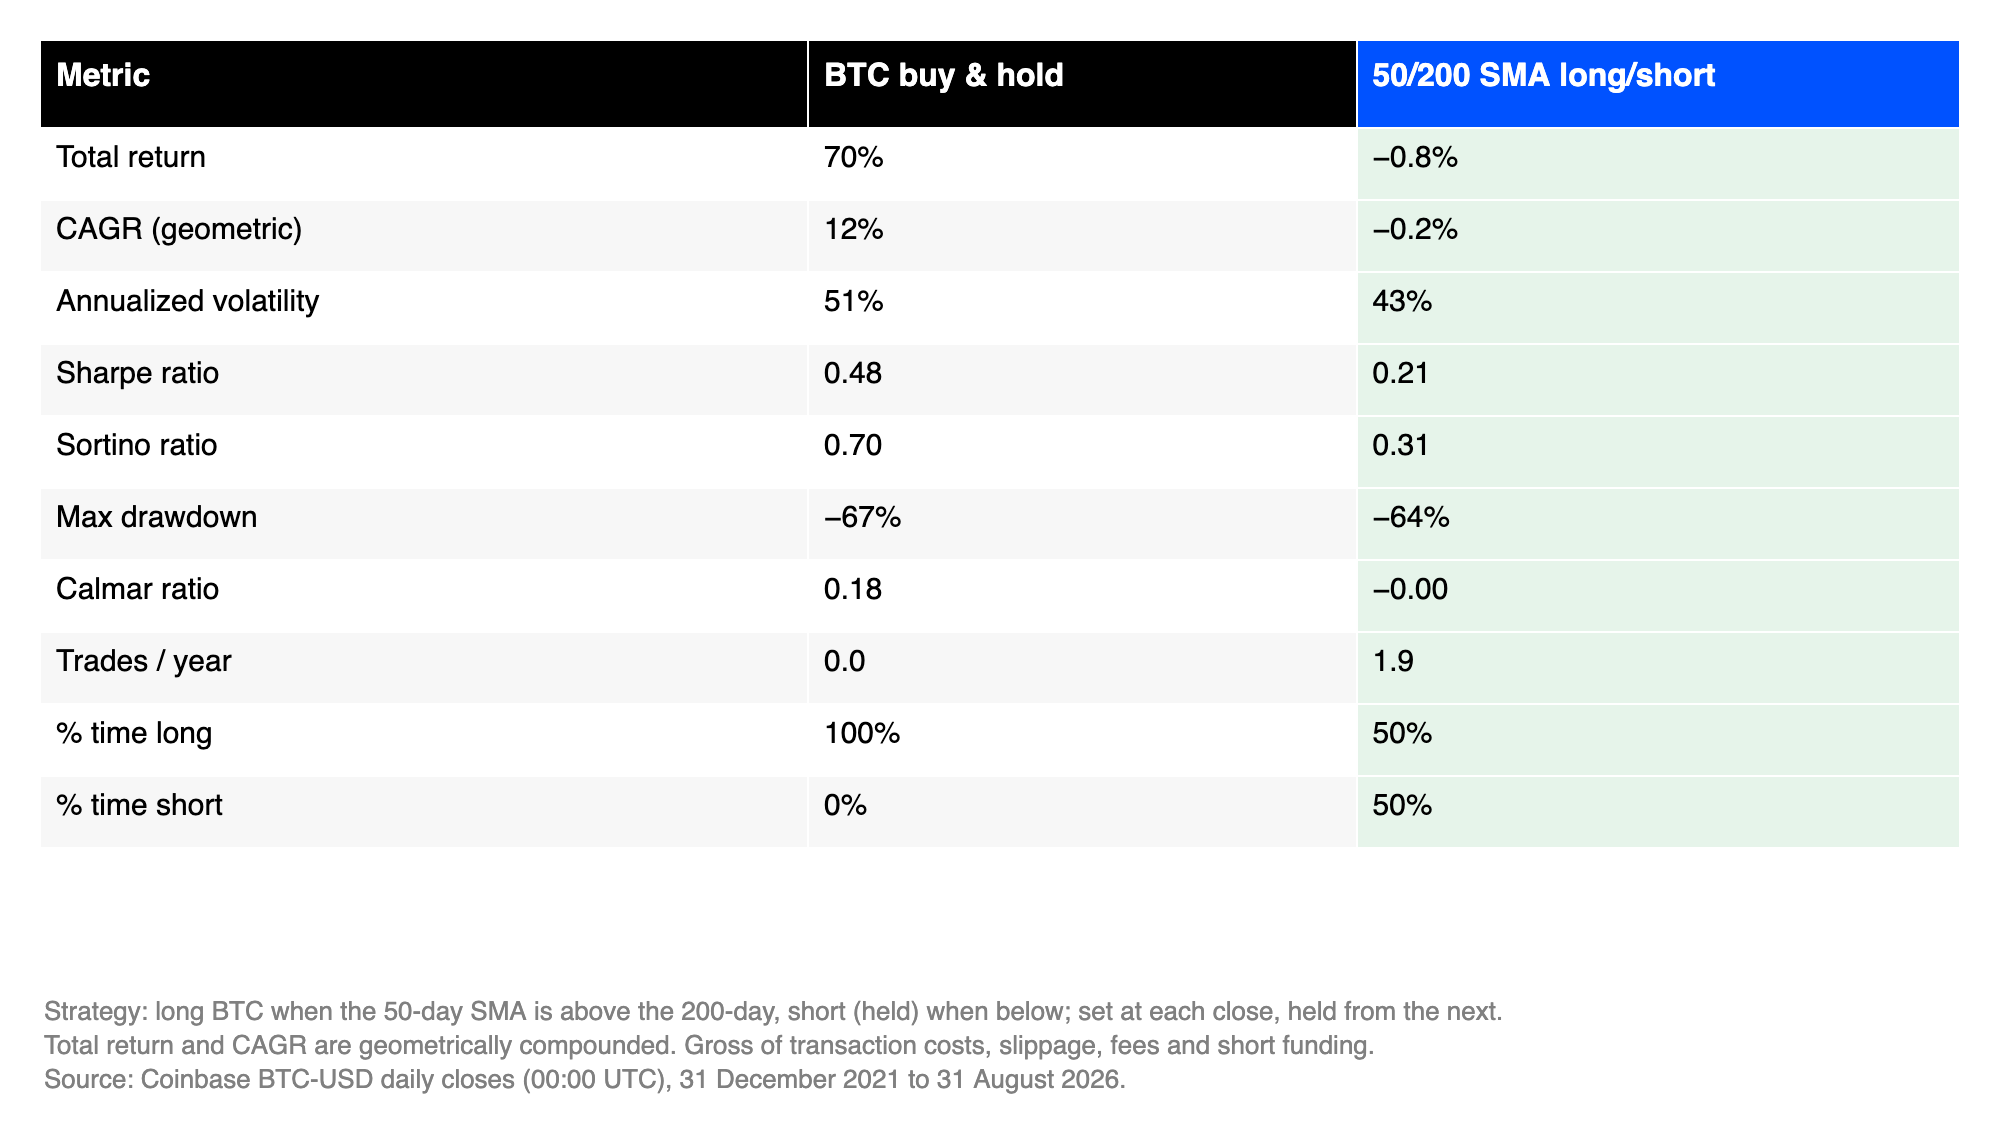 Metric BTC buy & hold 50/200 SMA long/short
Total return 70% −0.8%
CAGR (geometric) 12% −0.2%
Annualized volatility 51% 43%
Sharpe ratio 0.48 0.21
Sortino ratio 0.70 0.31
Max drawdown −67% −64%
Calmar ratio 0.18 −0.00
Trades / year 0.0 1.9
% time long 100% 50%
% time short 0% 50%
Strategy: long BTC when the 50-day SMA is above the 200-day, short (held) when below; set at each close, held from the next.
Total return and CAGR are geometrically compounded. Gross of transaction costs, slippage, fees and short funding.
Source: Coinbase BTC-USD daily closes (00:00 UTC), 31 December 2021 to 31 August 2026.